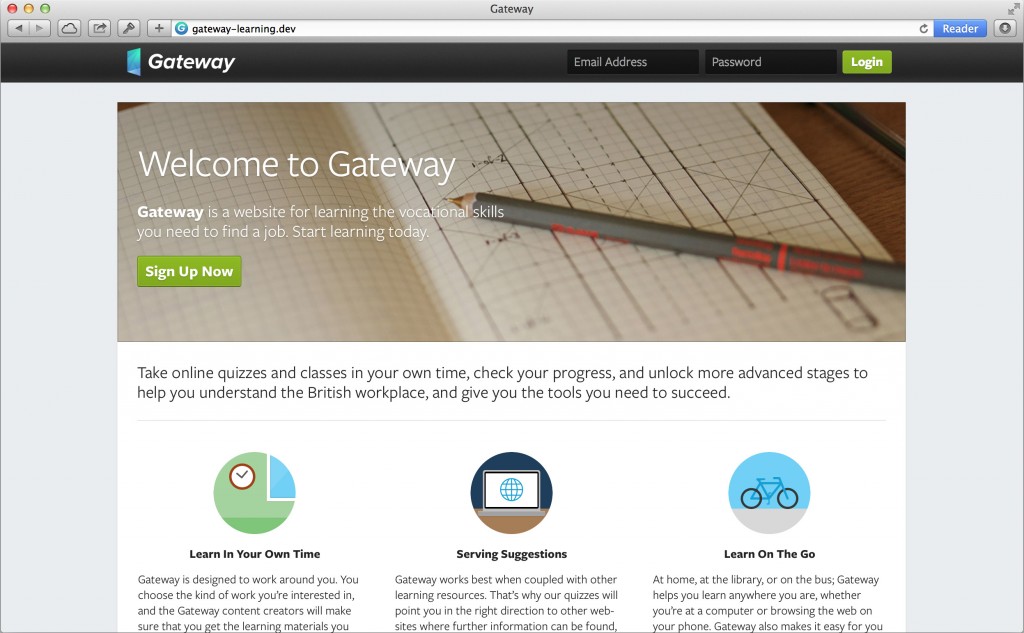 Gateway
gateway-learning.dev
Reader
Gateway
Email Address
Password
Login
Welcome to Gateway
Gateway is a website for learning the vocational skills
you need to find a job. Start learning today.
Sign Up Now
Take online quizzes and classes in your own time, check your progress, and unlock more advanced stages to
help you understand the British workplace, and give you the tools you need to succeed.
Learn In Your Own Time
Gateway is designed to work around you. You
choose the kind of work you're interested in,
and the Gateway content creators will make
sure that you get the learning materials you
Serving Suggestions
Gateway works best when coupled with other
learning resources. That's why our quizzes will
point you in the right direction to other web-
sites where further information can be found,
Learn On The Go
At home, at the library, or on the bus; Gateway
helps you learn anywhere you are, whether
you're at a computer or browsing the web on
your phone. Gateway also makes it easy for you